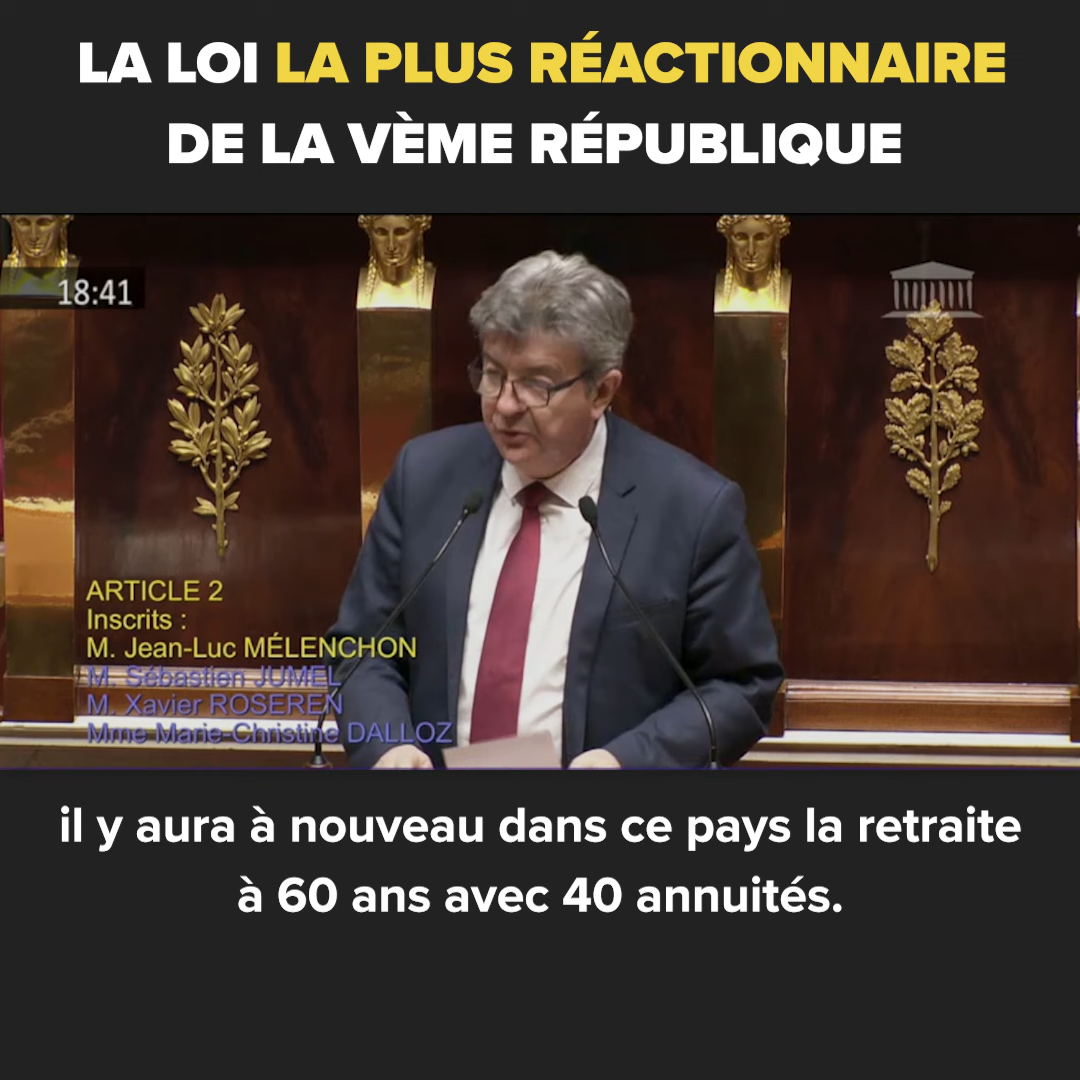 LA LOI LA PLUS RÉACTIONNAIRE
DE LA VÈME RÉPUBLIQUE
18:41
ARTICLE 2
Inscrits :
M. Jean-Luc MÉLENCHON
M. Sébastien JUMEL
M. Xavier ROSEREN
Mme Marie-Christine DALLOZ
il y aura à nouveau dans ce pays la retraite
à 60 ans avec 40 annuités.